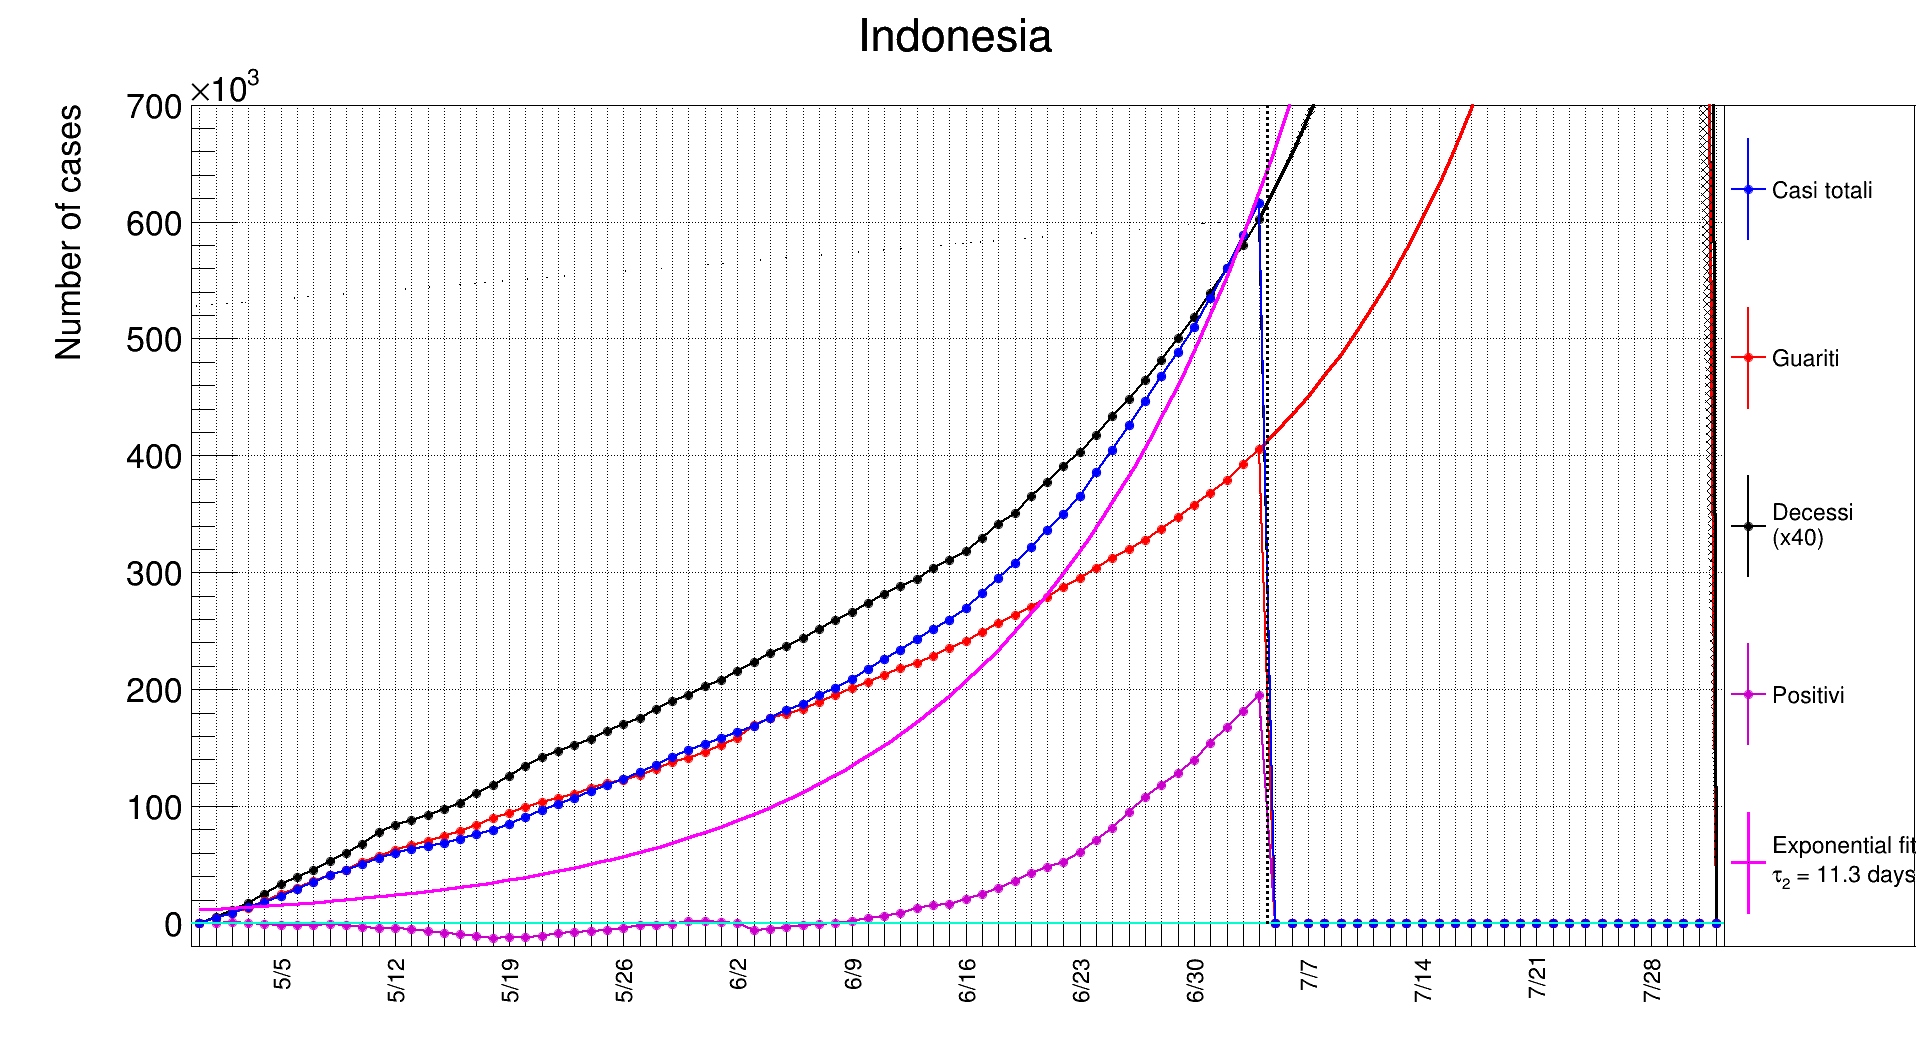 Indonesia
×10³
Number of cases
700
600
500
400
300
200
100
0
5/5
5/12
5/19
5/26
6/2
6/9
6/16
6/23
6/30
7/7
7/14
7/21
7/28
Casi totali
Guariti
Decessi
(x40)
Positivi
Exponential fit
τ₂ = 11.3 days